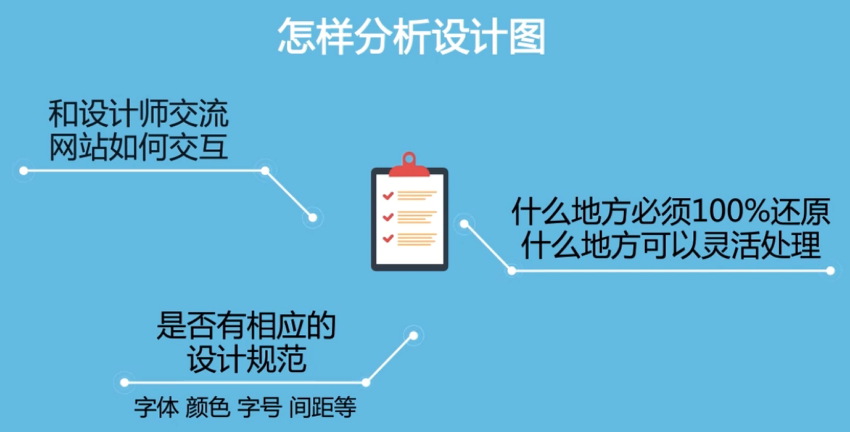 怎样分析设计图
和设计师交流
网站如何交互
什么地方必须100%还原
什么地方可以灵活处理
是否有相应的
设计规范
字体 颜色 字号 间距等